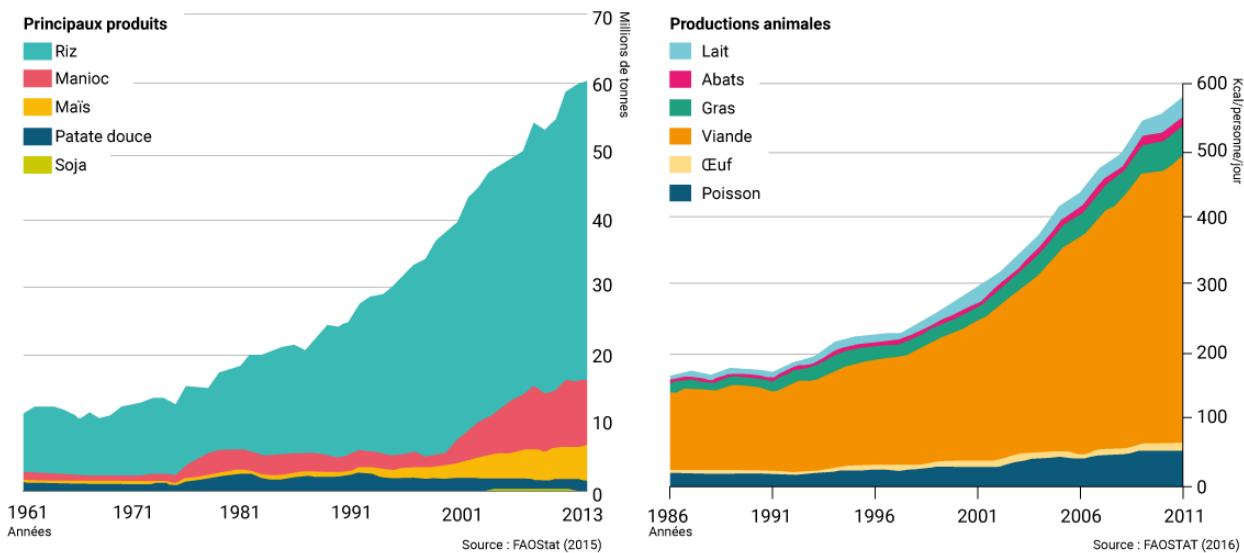 Principaux produits
Riz
Manioc
Maïs
Patate douce
Soja
70
60
50
40
30
20
10
0
Millions de tonnes
1961
1971
1981
1991
2001
2013
Années
Source : FAOStat (2015)
Productions animales
Lait
Abats
Gras
Viande
Œuf
Poisson
600
500
400
300
200
100
0
Kcal/personne/jour
1986
1991
1996
2001
2006
2011
Années
Source : FAOSTAT (2016)